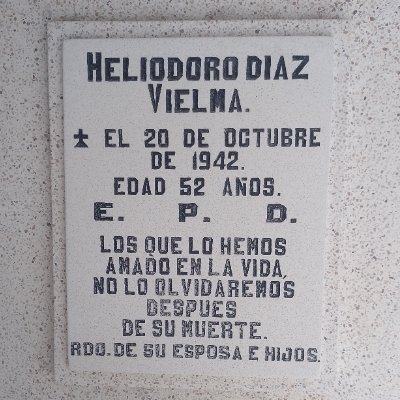 HELIODORO DIAZ
VIELMA.
✝ EL 20 DE OCTUBRE
DE 1942.
EDAD 52 AÑOS.
E. P. D.
LOS QUE LO HEMOS
AMADO EN LA VIDA,
NO LO OLVIDAREMOS
DESPUES
DE SU MUERTE.
RDO. DE SU ESPOSA E HIJOS.